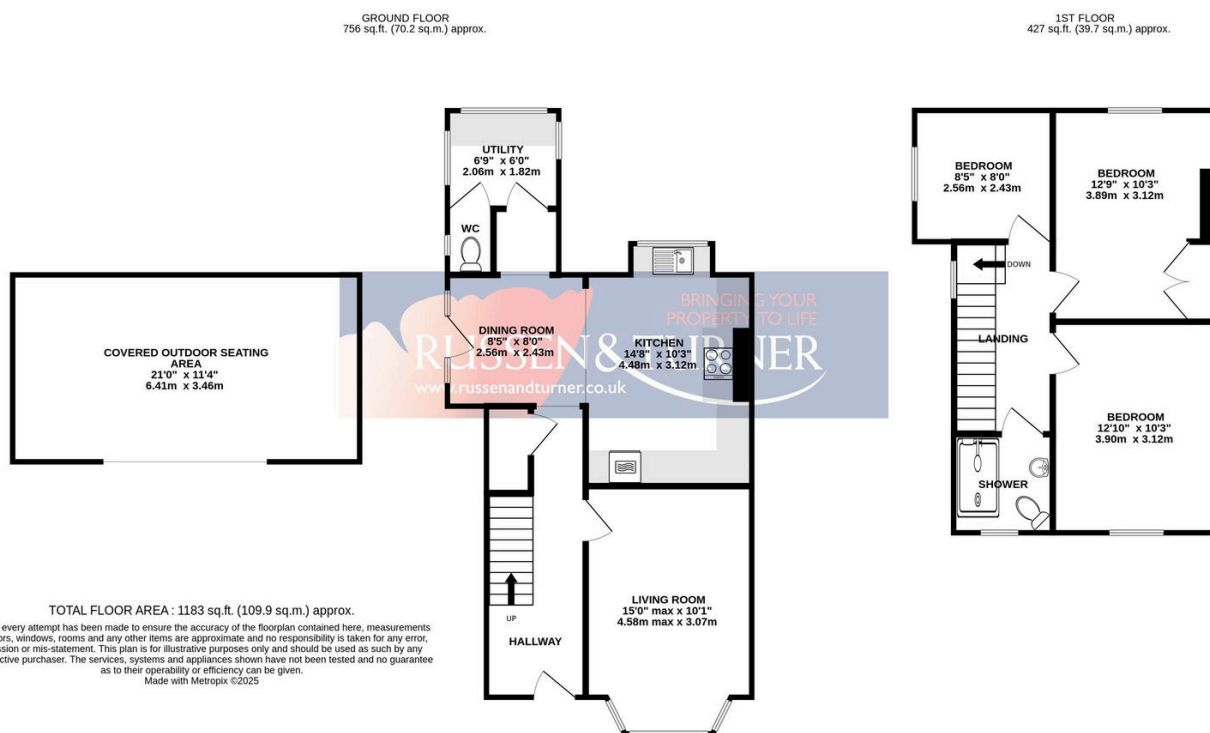 GROUND FLOOR
756 sq.ft. (70.2 sq.m.) approx.
1ST FLOOR
427 sq.ft. (39.7 sq.m.) approx.
UTILITY
6'9" x 6'0"
2.06m x 1.82m
WC
BEDROOM
8'5" x 8'0"
2.56m x 2.43m
BEDROOM
12'9" x 10'3"
3.89m x 3.12m
DOWN
LANDING
BEDROOM
12'10" x 10'3"
3.90m x 3.12m
SHOWER
COVERED OUTDOOR SEATING
AREA
21'0" x 11'4"
6.41m x 3.46m
DINING ROOM
8'5" x 8'0"
2.56m x 2.43m
KITCHEN
14'8" x 10'3"
4.48m x 3.12m
BRINGING YOUR
PROPERTY TO LIFE
RUSSEN & TURNER
www.russenandturner.co.uk
LIVING ROOM
15'0" max x 10'1"
4.58m max x 3.07m
UP
HALLWAY
TOTAL FLOOR AREA : 1183 sq.ft. (109.9 sq.m.) approx.
every attempt has been made to ensure the accuracy of the floorplan contained here, measurements
ors, windows, rooms and any other items are approximate and no responsibility is taken for any error,
ssion or mis-statement. This plan is for illustrative purposes only and should be used as such by any
ective purchaser. The services, systems and appliances shown have not been tested and no guarantee
as to their operability or efficiency can be given.
Made with Metropix ©2025